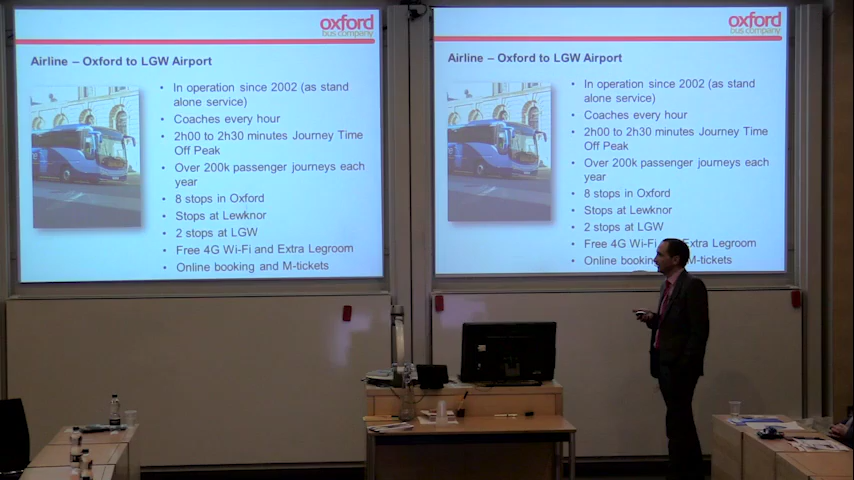 oxford
bus company
Airline – Oxford to LGW Airport
• In operation since 2002 (as stand
alone service)
• Coaches every hour
• 2h00 to 2h30 minutes Journey Time
Off Peak
• Over 200k passenger journeys each
year
• 8 stops in Oxford
• Stops at Lewknor
• 2 stops at LGW
• Free 4G Wi-Fi and Extra Legroom
• Online booking and M-tickets
oxford
bus company
Airline – Oxford to LGW Airport
• In operation since 2002 (as stand
alone service)
• Coaches every hour
• 2h00 to 2h30 minutes Journey Time
Off Peak
• Over 200k passenger journeys each
year
• 8 stops in Oxford
• Stops at Lewknor
• 2 stops at LGW
• Free 4G Wi-Fi and Extra Legroom
• Online booking and M-tickets